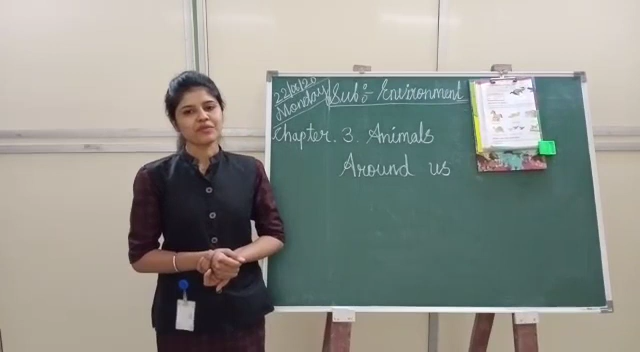 22/06/20
Monday
Sub:- Environment
Chapter. 3. Animals
Around us